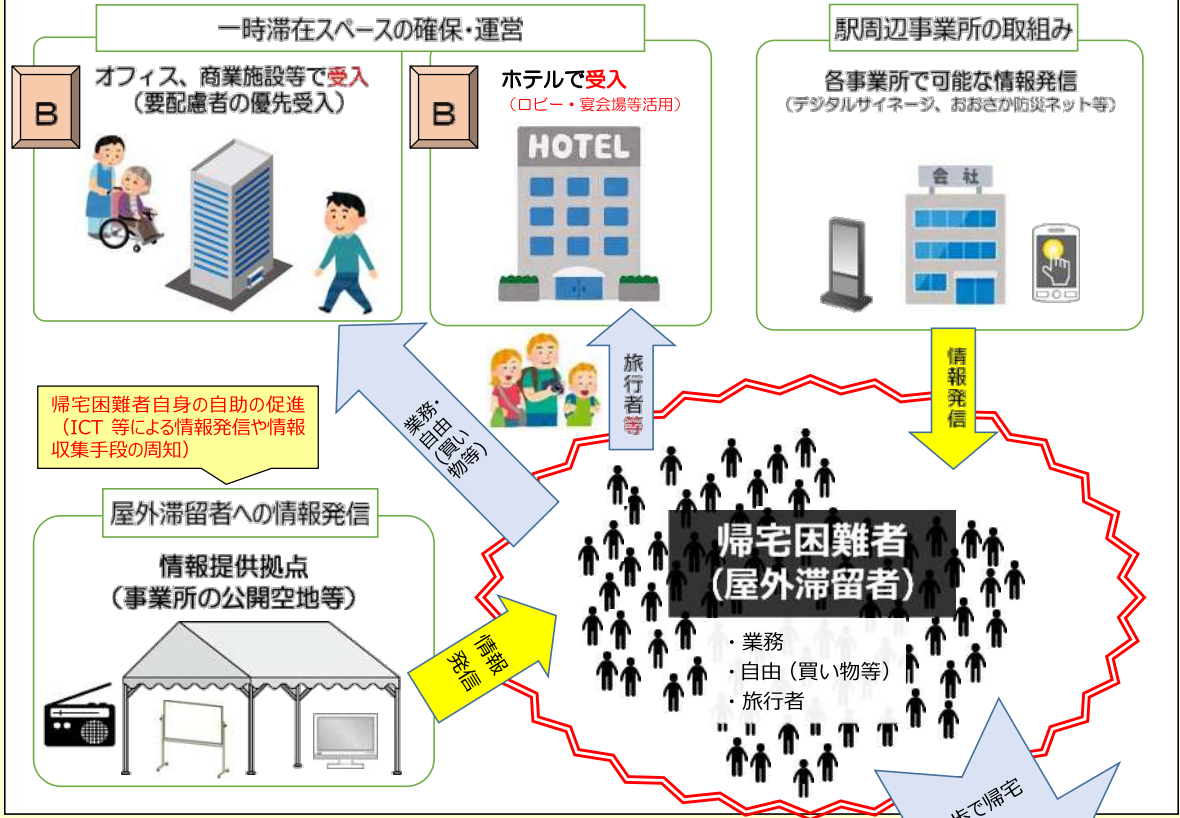 一時滞在スペースの確保・運営
B
オフィス、商業施設等で受入
（要配慮者の優先受入）
B
ホテルで受入
（ロビー・宴会場等活用）
HOTEL
駅周辺事業所の取組み
各事業所で可能な情報発信
（デジタルサイネージ、おおさか防災ネット等）
会社
業務・
自由
（買い
物等）
旅行者等
情報発信
帰宅困難者自身の自助の促進
（ICT 等による情報発信や情報
収集手段の周知）
屋外滞留者への情報発信
情報提供拠点
（事業所の公開空地等）
情報
発信
帰宅困難者
（屋外滞留者）
・業務
・自由（買い物等）
・旅行者
歩で帰宅